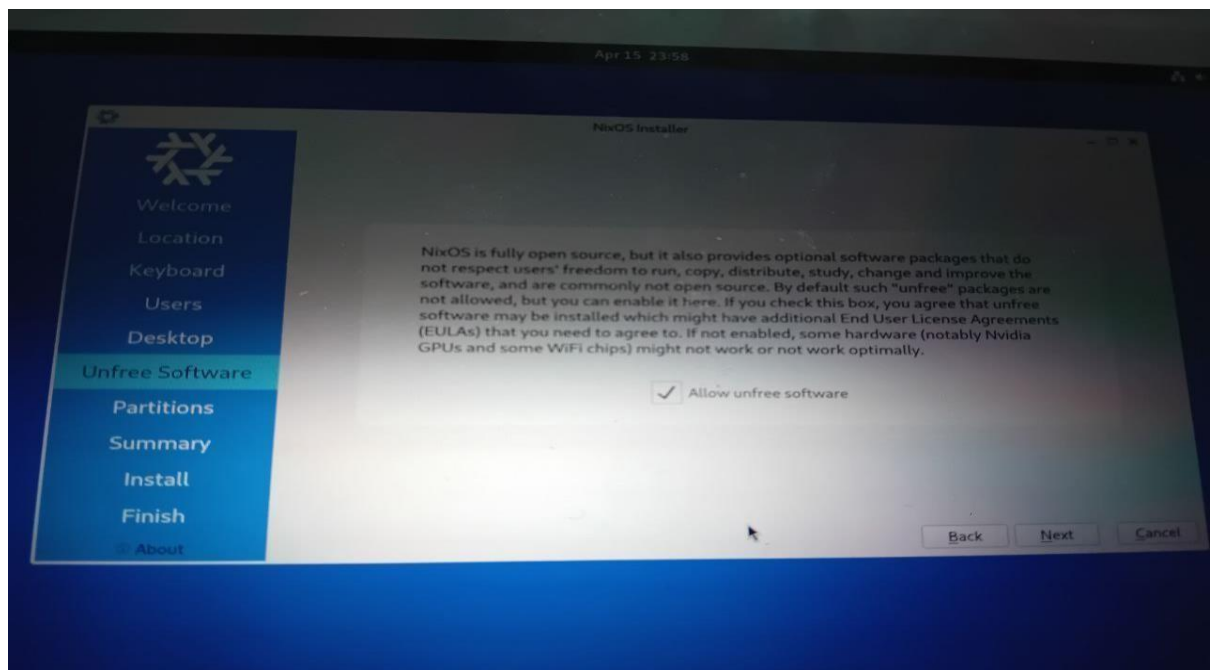 Apr 15 23:58
NixOS Installer
Welcome
Location
Keyboard
Users
Desktop
Unfree Software
Partitions
Summary
Install
Finish
About
NixOS is fully open source, but it also provides optional software packages that do
not respect users' freedom to run, copy, distribute, study, change and improve the
software, and are commonly not open source. By default such "unfree" packages are
not allowed, but you can enable it here. If you check this box, you agree that unfree
software may be installed which might have additional End User License Agreements
(EULAs) that you need to agree to. If not enabled, some hardware (notably Nvidia
GPUs and some WiFi chips) might not work or not work optimally.
Allow unfree software
Back Next Cancel